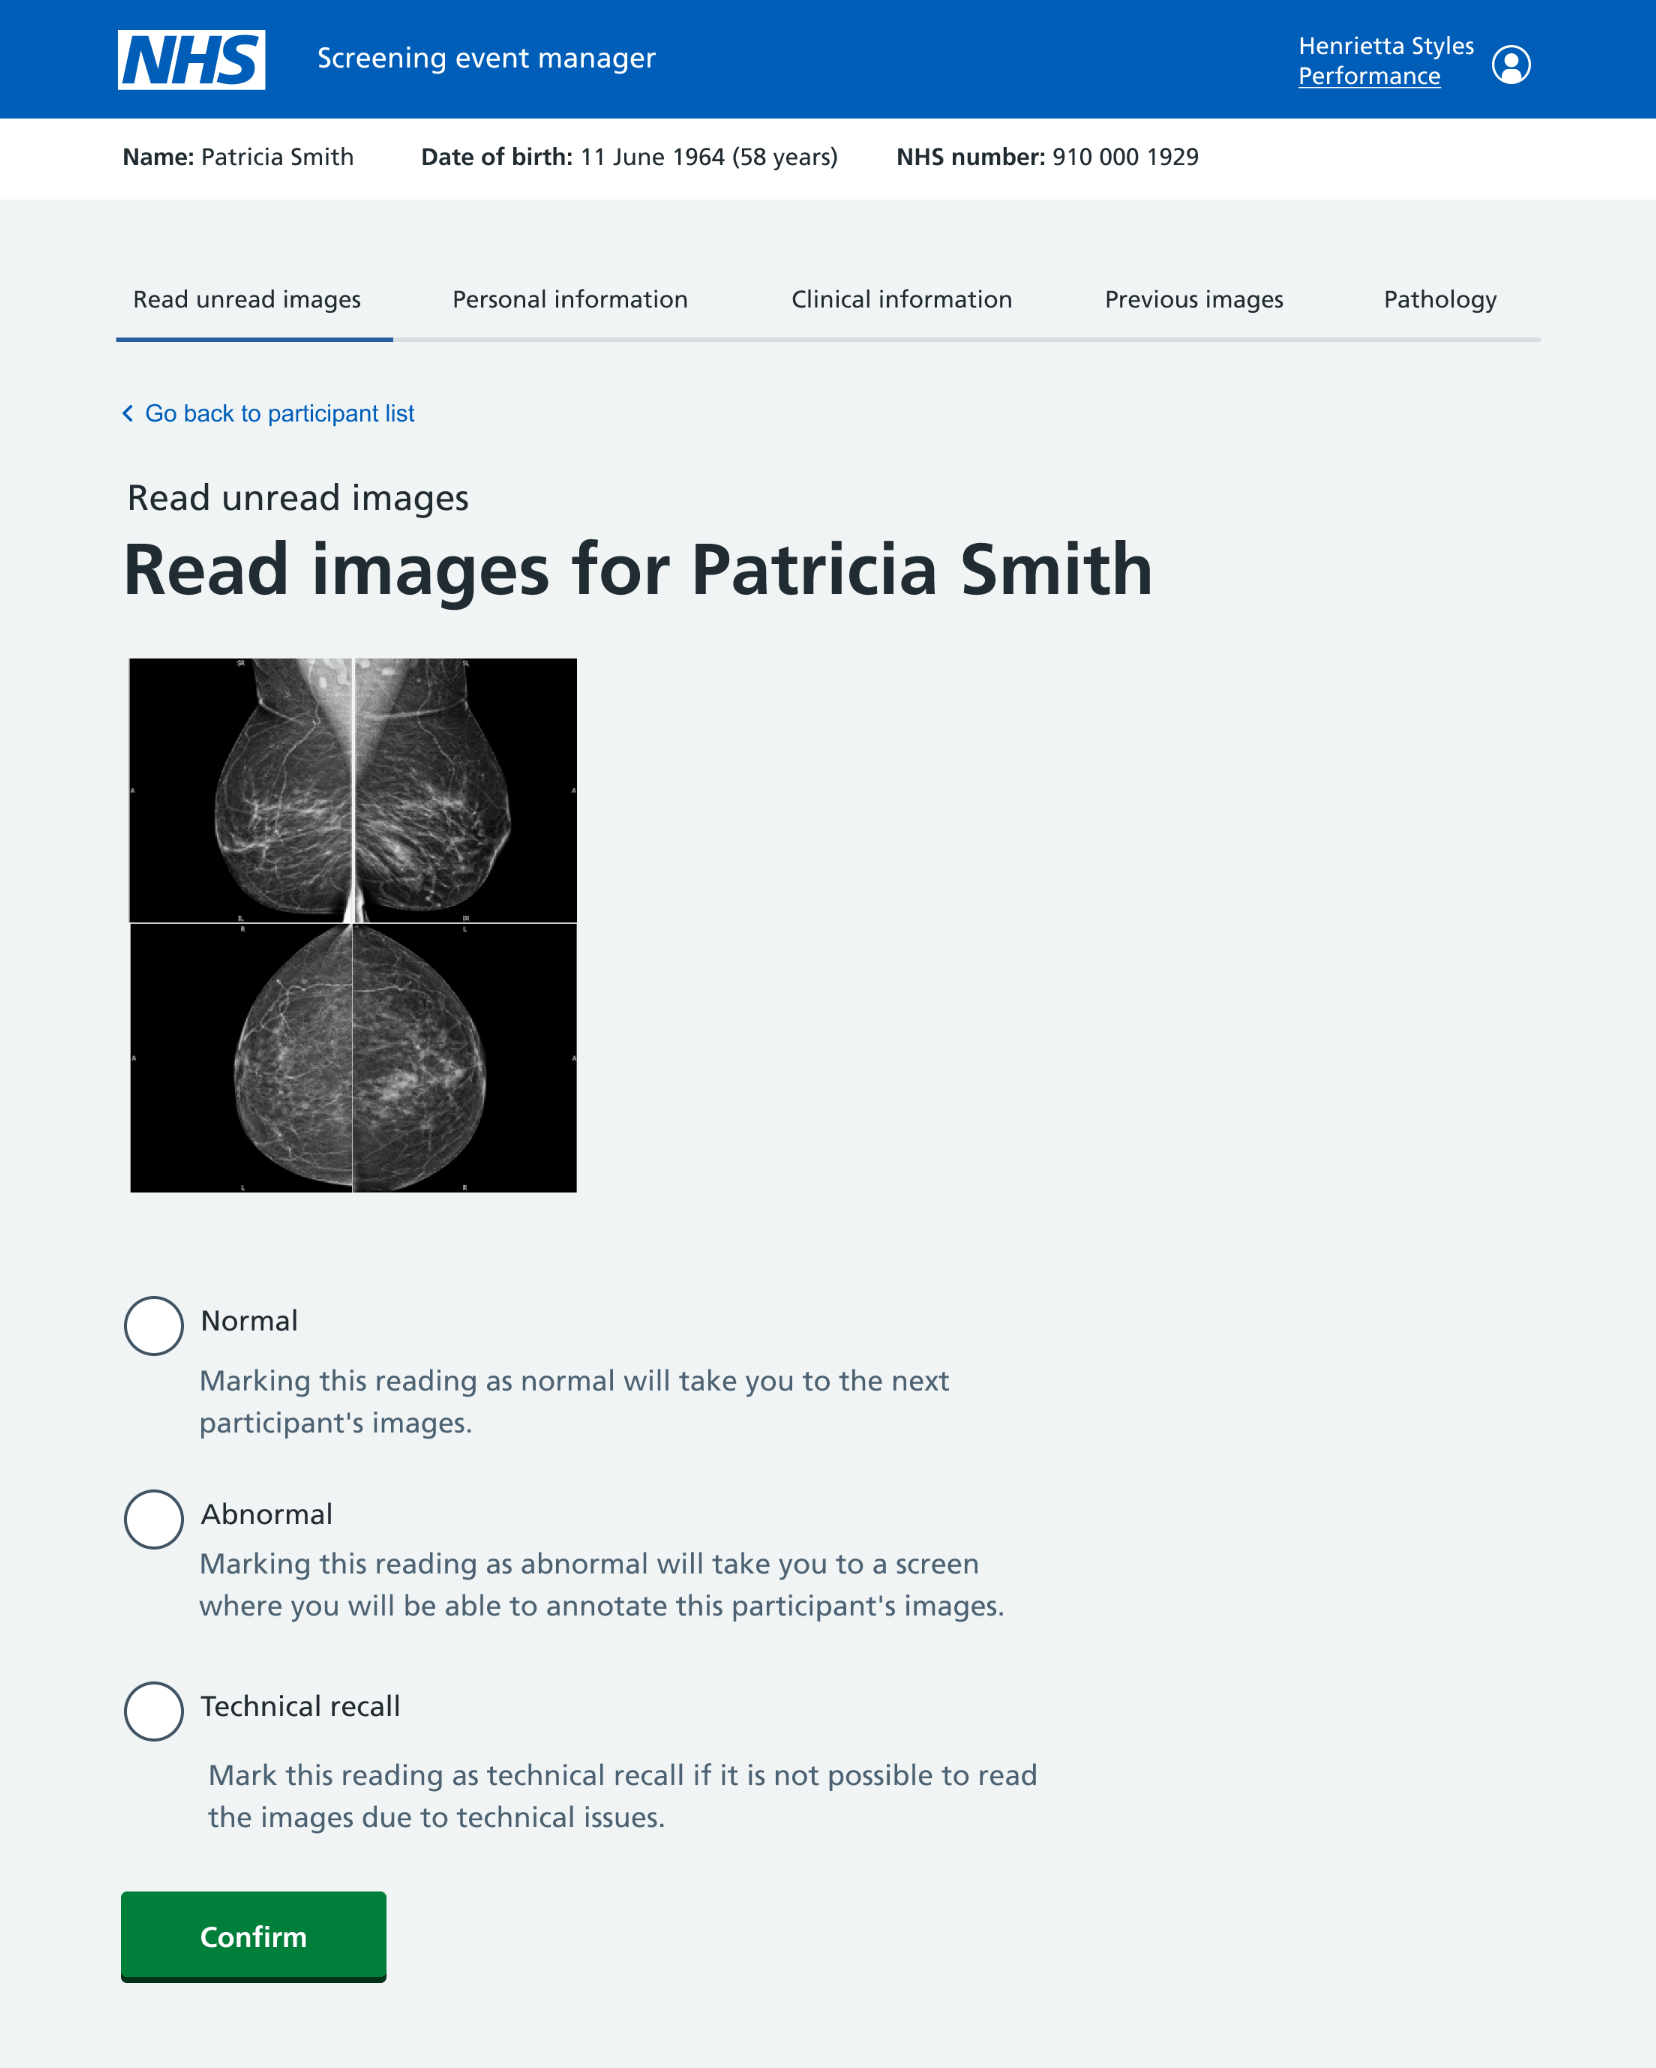 NHS
Screening event manager
Henrietta Styles
Performance
Name: Patricia Smith
Date of birth: 11 June 1964 (58 years)
NHS number: 910 000 1929
Read unread images
Personal information
Clinical information
Previous images
Pathology
Go back to participant list
Read unread images
Read images for Patricia Smith
A
A
R
L
A
A
L
R
Normal
Marking this reading as normal will take you to the next
participant's images.
Abnormal
Marking this reading as abnormal will take you to a screen
where you will be able to annotate this participant's images.
Technical recall
Mark this reading as technical recall if it is not possible to read
the images due to technical issues.
Confirm